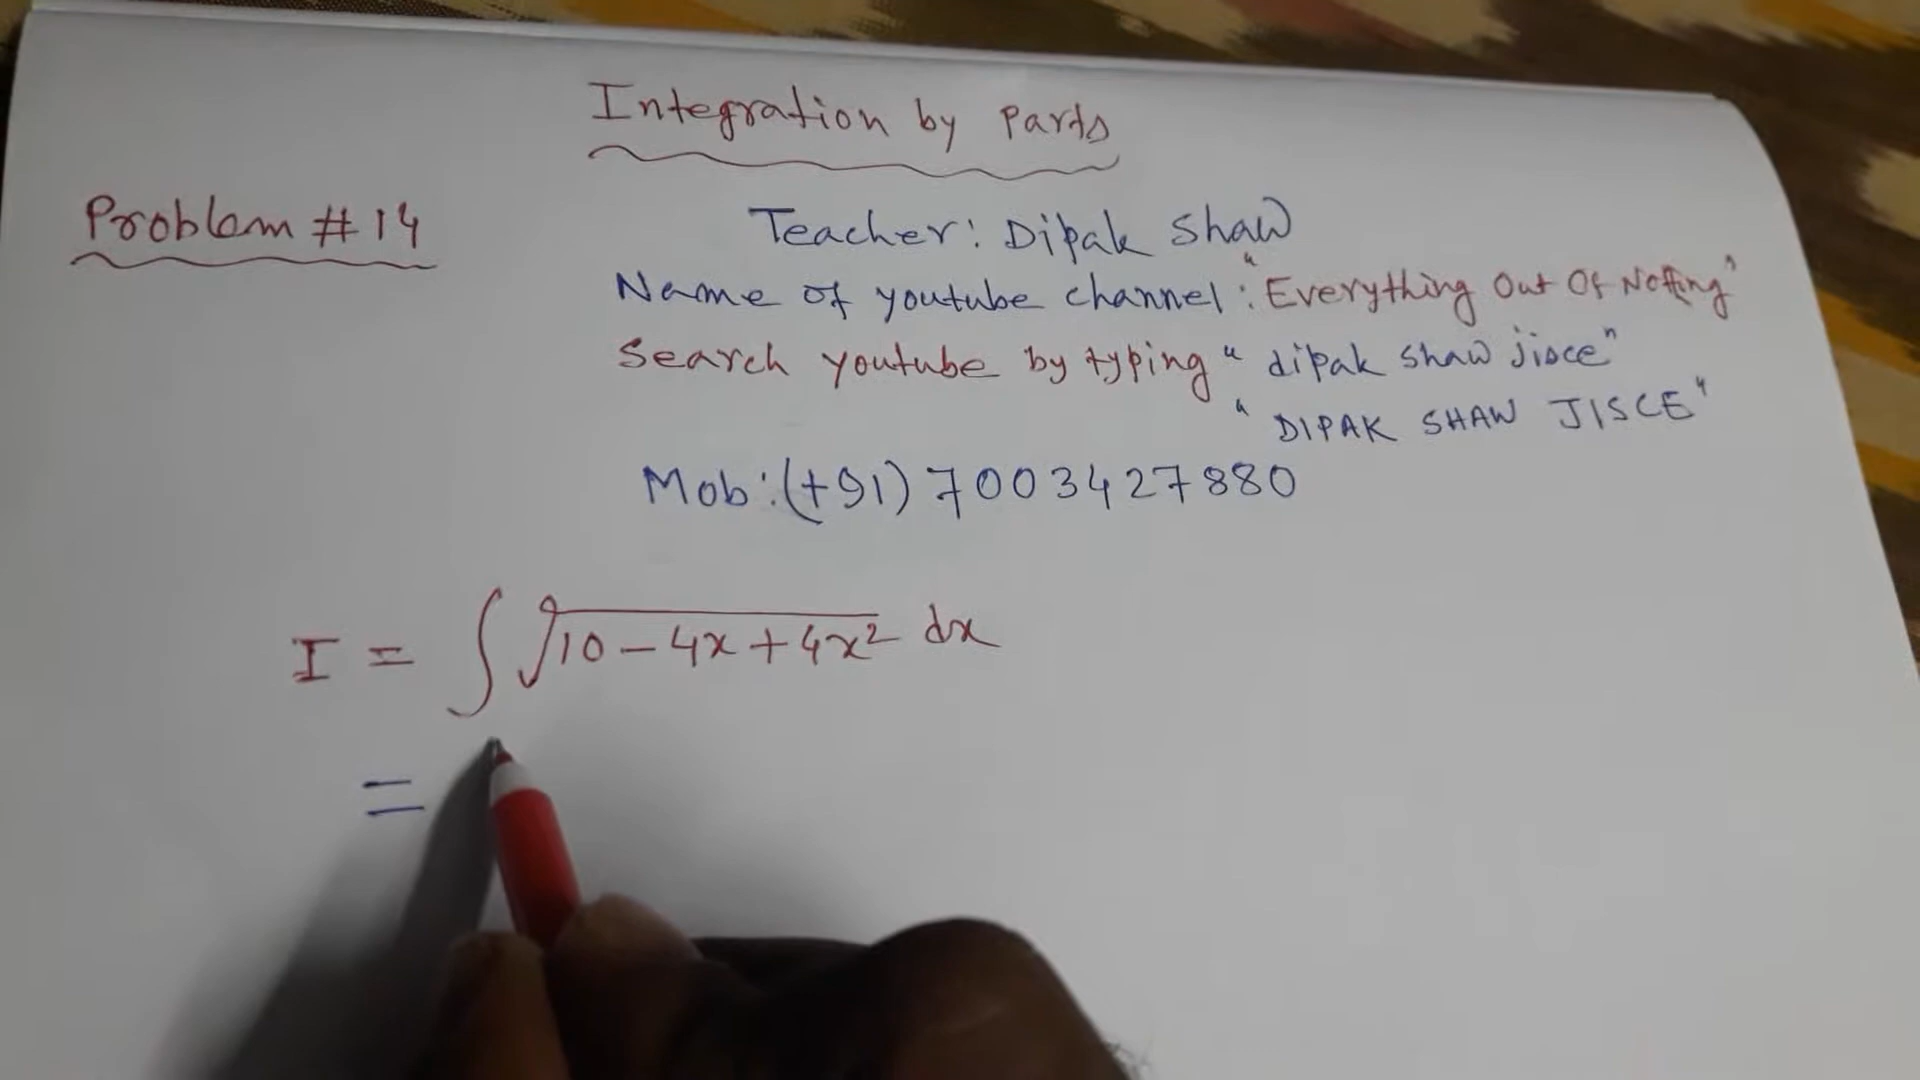 Integration by Parts
Problem # 14
Teacher: Dipak Shaw
Name of youtube channel: "Everything Out Of Nothing"
Search youtube by typing "dipak shaw jisce"
"DIPAK SHAW JISCE"
Mob: (+91) 7003427880
I = ∫ √10 - 4x + 4x² dx
=